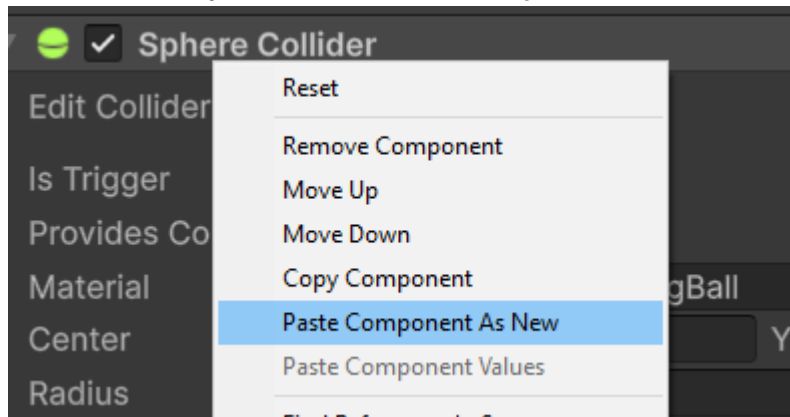 Sphere Collider
Reset
Edit Collider
Remove Component
Is Trigger
Move Up
Provides Co
Move Down
Material
Copy Component
gBall
Paste Component As New
Center
Y
Paste Component Values
Radius